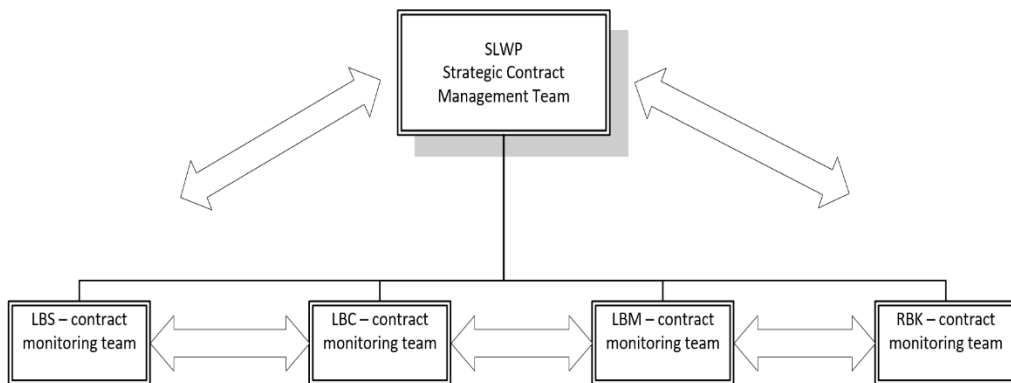 SLWP
Strategic Contract
Management Team
LBS – contract
monitoring team
LBC – contract
monitoring team
LBM – contract
monitoring team
RBK – contract
monitoring team